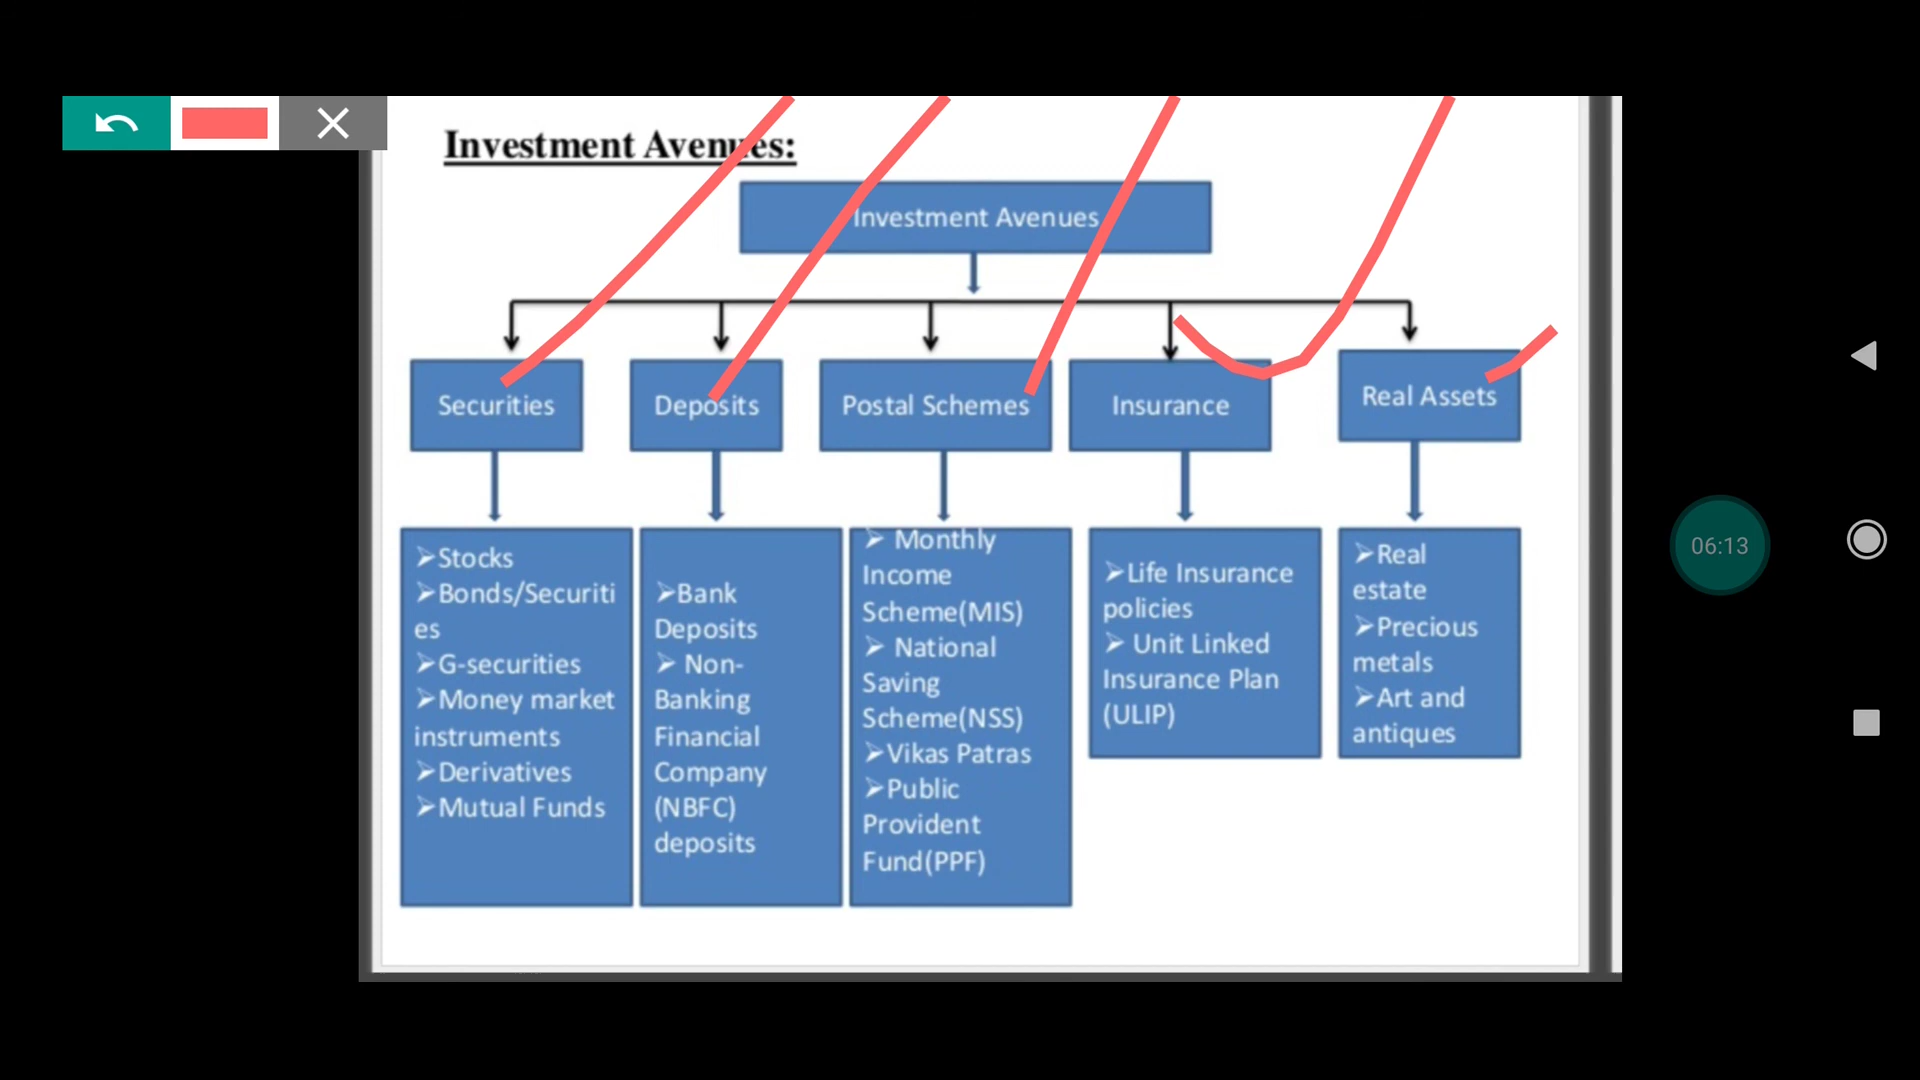 Investment Avenues:
Investment Avenues
Securities
Deposits
Postal Schemes
Insurance
Real Assets
➢Stocks
➢Bonds/Securiti
es
➢G-securities
➢Money market
instruments
➢Derivatives
➢Mutual Funds
➢Bank
Deposits
➢ Non-
Banking
Financial
Company
(NBFC)
deposits
➢ Monthly
Income
Scheme(MIS)
➢ National
Saving
Scheme(NSS)
➢Vikas Patras
➢Public
Provident
Fund(PPF)
➢Life Insurance
policies
➢ Unit Linked
Insurance Plan
(ULIP)
➢Real
estate
➢Precious
metals
➢Art and
antiques
06:13